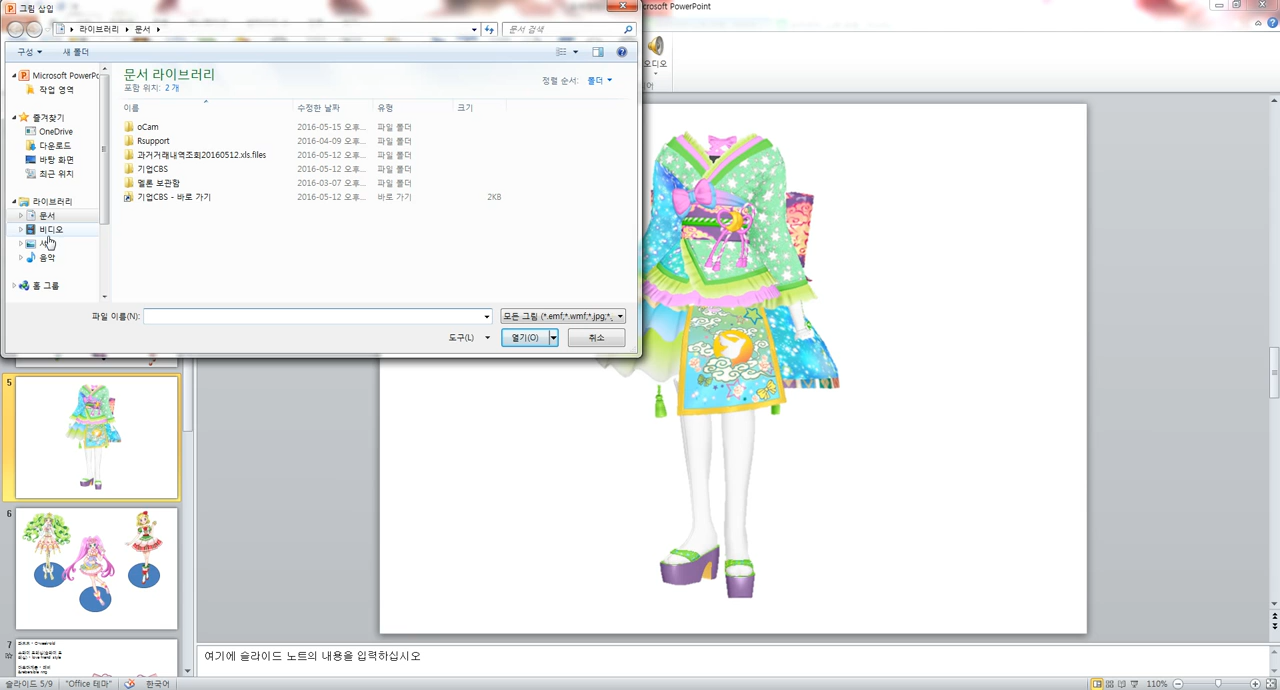 그림 삽입
crosoft PowerPoint
라이브러리 문서
문서 검색
구성 새 폴더
오디오
Microsoft PowerPo
작업 영역
즐겨찾기
OneDrive
다운로드
바탕 화면
최근 위치
라이브러리
문서
비디오
음악
홈 그룹
문서 라이브러리
포함 위치: 2 개
정렬 순서: 폴더
이름 수정한 날짜 유형 크기
oCam 2016-05-15 오후... 파일 폴더
Rsupport 2016-04-09 오후... 파일 폴더
과거거래내역조회20160512.xls.files 2016-05-12 오후... 파일 폴더
기업CBS 2016-05-12 오후... 파일 폴더
멜론 보관함 2016-03-07 오후... 파일 폴더
기업CBS - 바로 가기 2016-05-12 오후... 바로 가기 2KB
파일 이름(N):
모든 그림 (*.emf;*.wmf;*.jpg;*.
도구(L) 열기(O) 취소
5
6
7
여기에 슬라이드 노트의 내용을 입력하십시오
슬라이드 5/9 "Office 테마" 한국어
110%